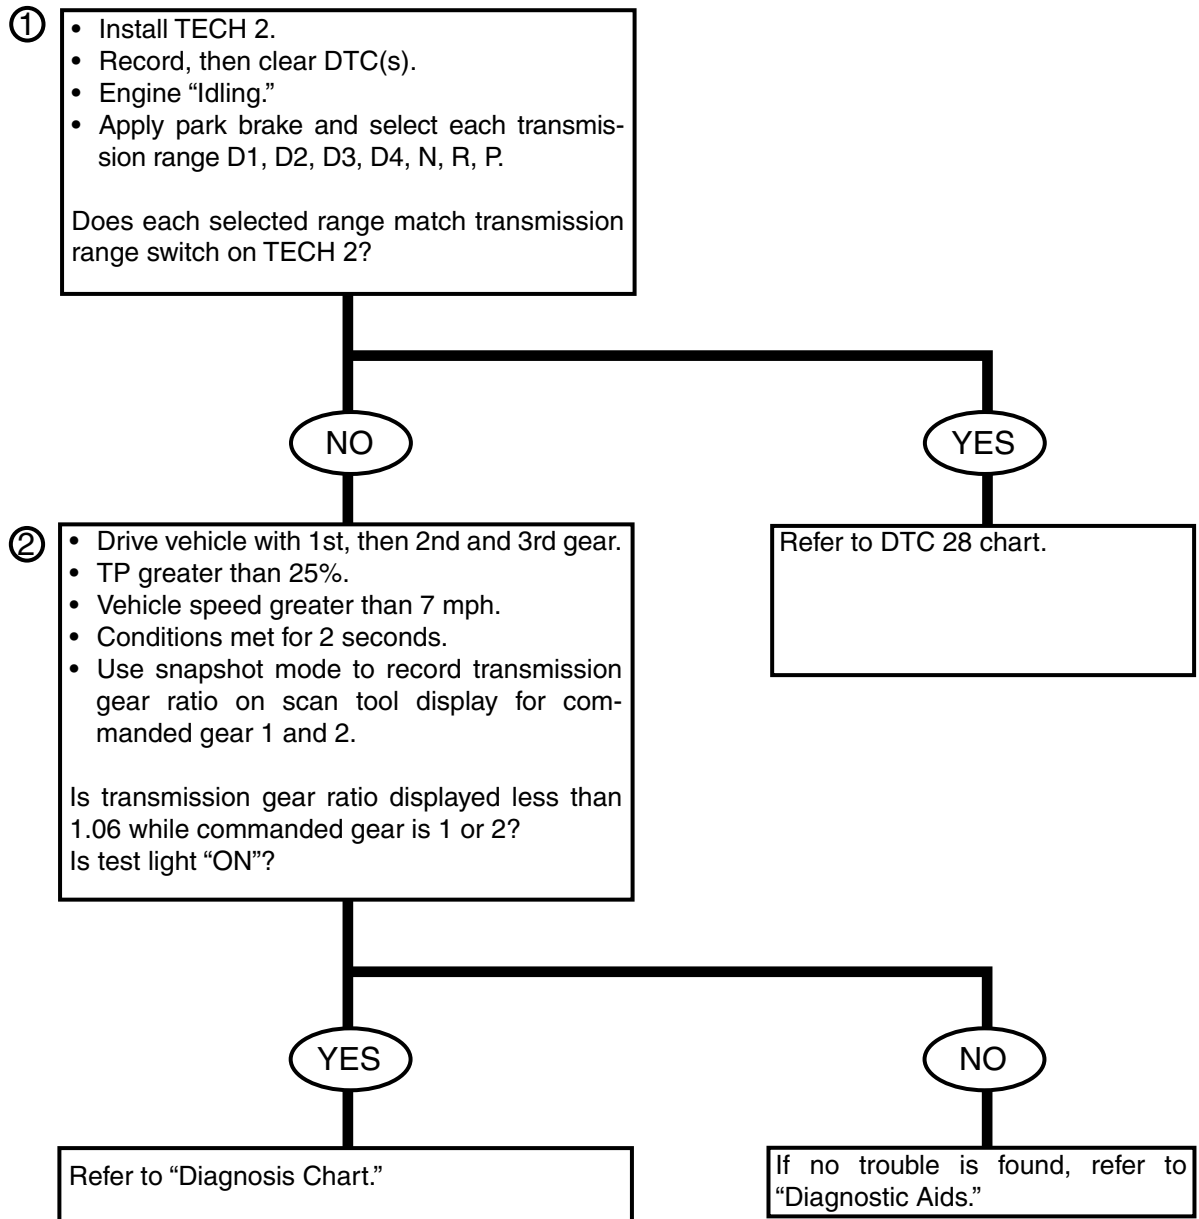 1
• Install TECH 2.
• Record, then clear DTC(s).
• Engine “Idling.”
• Apply park brake and select each transmis-
sion range D1, D2, D3, D4, N, R, P.
Does each selected range match transmission
range switch on TECH 2?
NO
YES
2
• Drive vehicle with 1st, then 2nd and 3rd gear.
• TP greater than 25%.
• Vehicle speed greater than 7 mph.
• Conditions met for 2 seconds.
• Use snapshot mode to record transmission
gear ratio on scan tool display for com-
manded gear 1 and 2.
Is transmission gear ratio displayed less than
1.06 while commanded gear is 1 or 2?
Is test light “ON”?
Refer to DTC 28 chart.
YES
NO
Refer to “Diagnosis Chart.”
If no trouble is found, refer to
“Diagnostic Aids.”